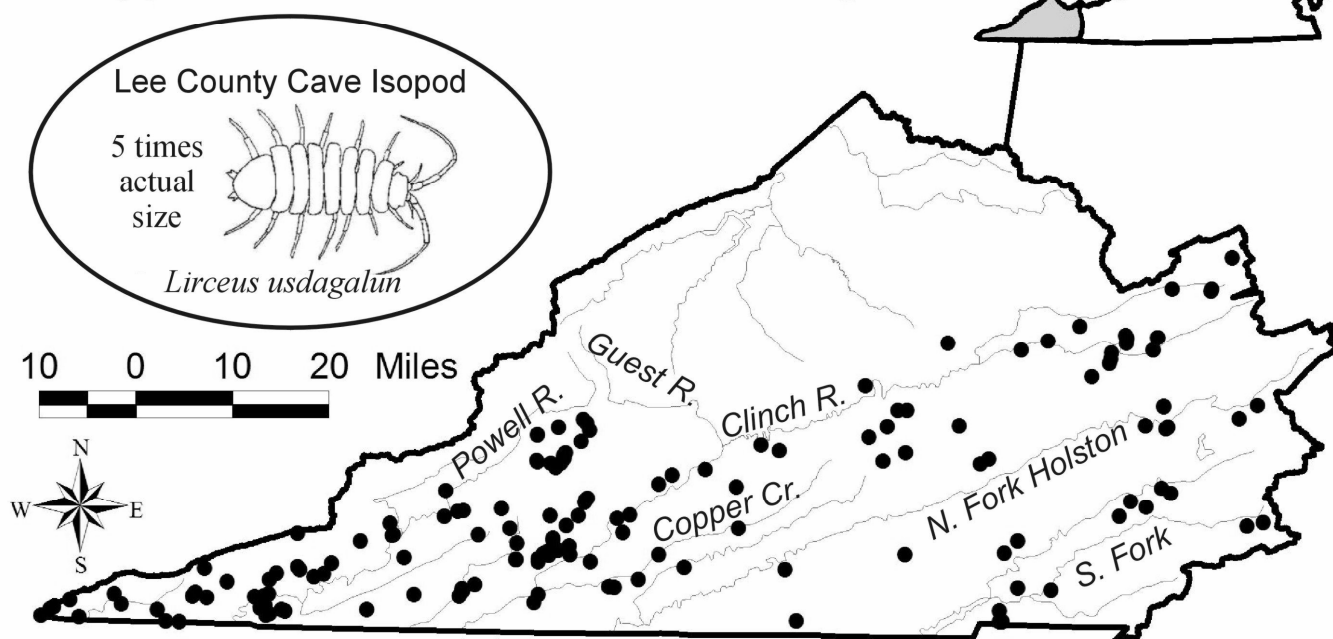 Lee County Cave Isopod
5 times
actual
size
Lirceus usdagalun
10 0 10 20 Miles
N
W E
S
Powell R.
Guest R.
Clinch R.
Copper Cr.
N. Fork Holston
S. Fork